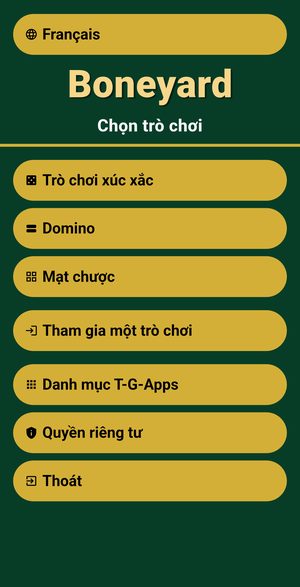 Français
Boneyard
Chọn trò chơi
Trò chơi xúc xắc
Domino
Mạt chược
Tham gia một trò chơi
Danh mục T-G-Apps
Quyền riêng tư
Thoát